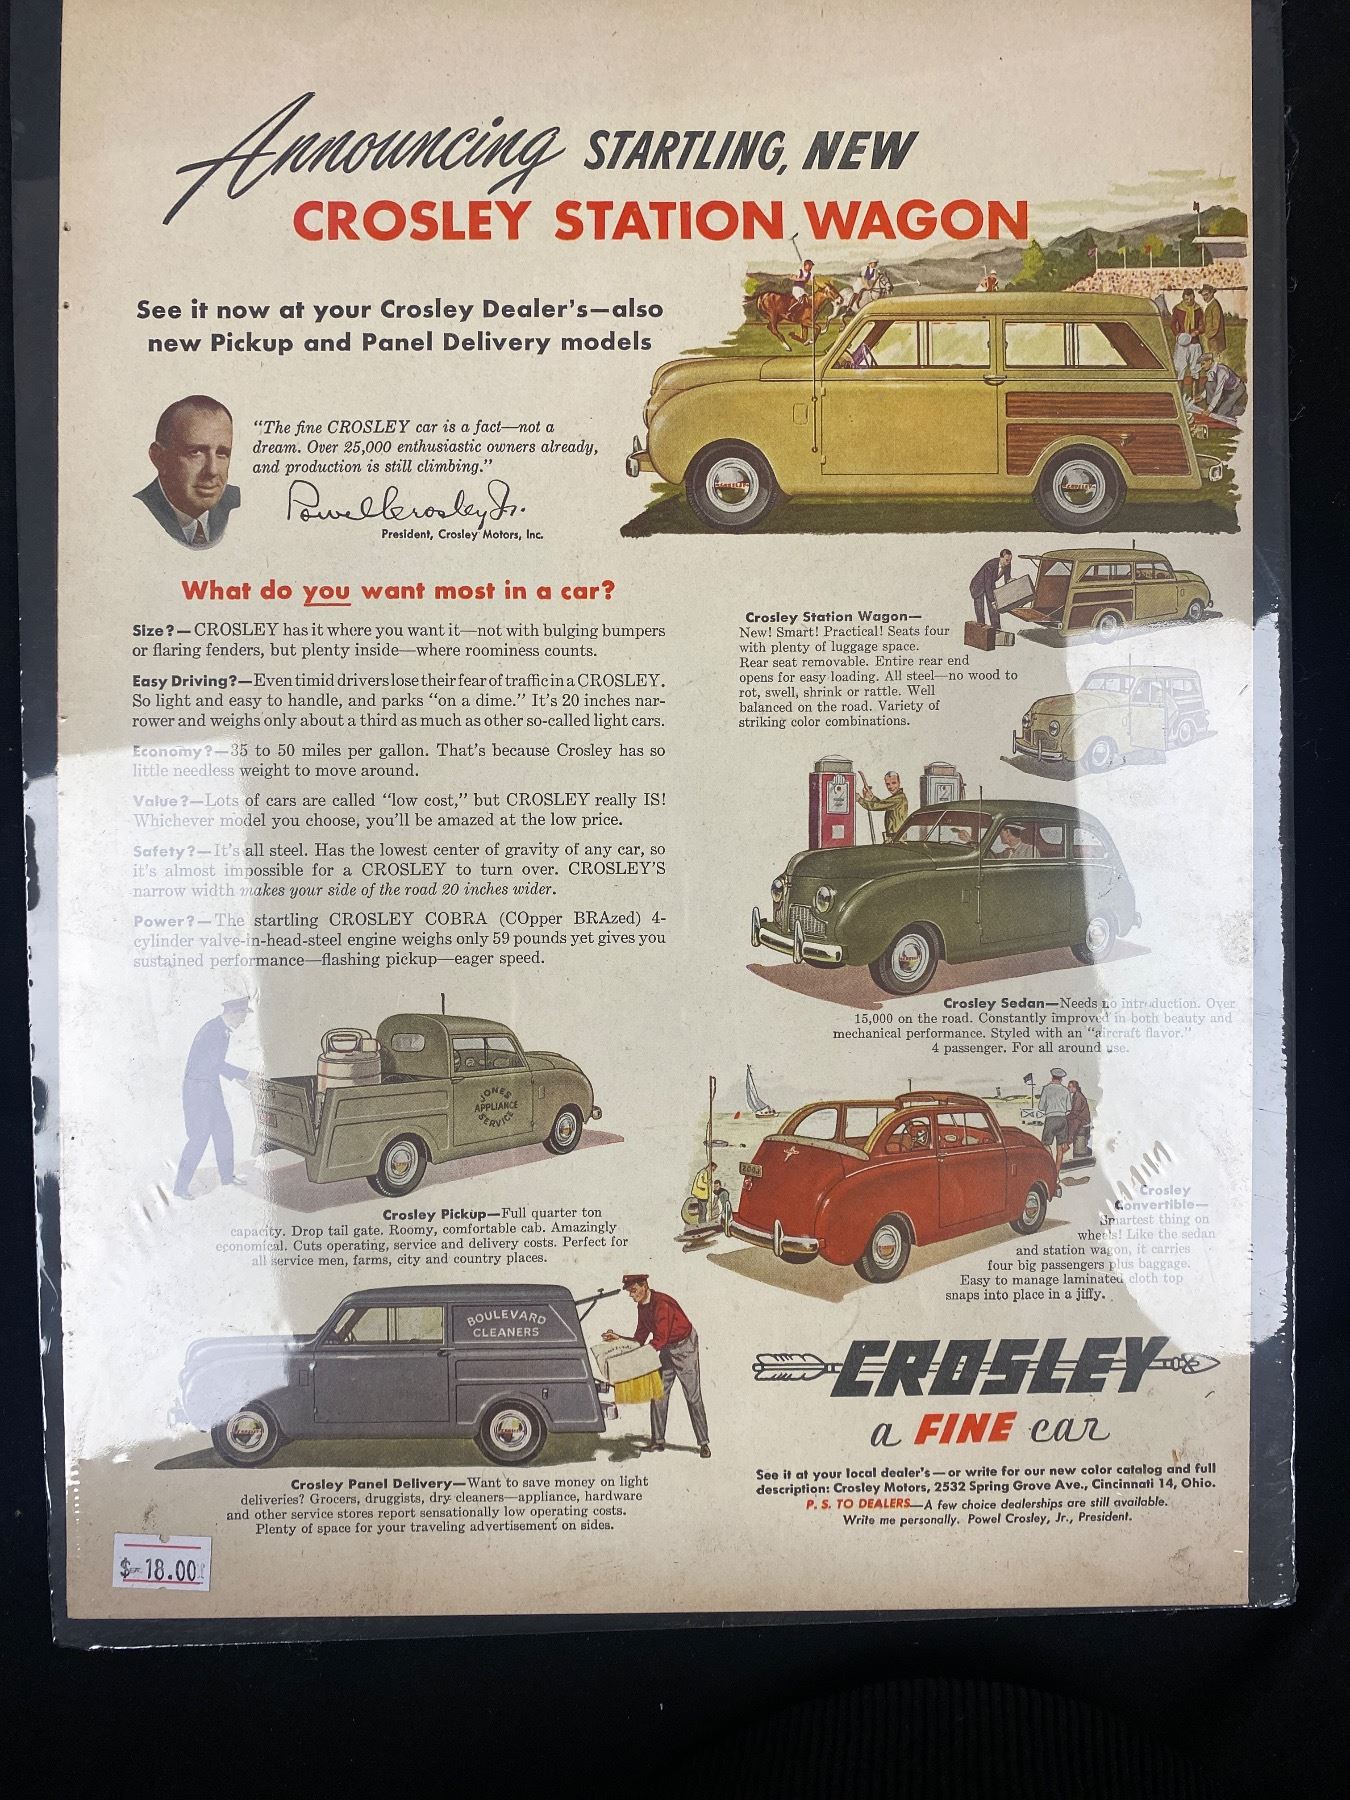 Announcing STARTLING, NEW
CROSLEY STATION WAGON
See it now at your Crosley Dealer's—also
new Pickup and Panel Delivery models
"The fine CROSLEY car is a fact—not a
dream. Over 25,000 enthusiastic owners already,
and production is still climbing."
Powel Crosley Jr.
President, Crosley Motors, Inc.
What do you want most in a car?
Size?—CROSLEY has it where you want it—not with bulging bumpers
or flaring fenders, but plenty inside—where roominess counts.
Easy Driving?—Even timid drivers lose their fear of traffic in a CROSLEY.
So light and easy to handle, and parks "on a dime." It's 20 inches nar-
rower and weighs only about a third as much as other so-called light cars.
Economy?—35 to 50 miles per gallon. That's because Crosley has so
little needless weight to move around.
Value?—Lots of cars are called "low cost," but CROSLEY really IS!
Whichever model you choose, you'll be amazed at the low price.
Safety?—It's all steel. Has the lowest center of gravity of any car, so
it's almost impossible for a CROSLEY to turn over. CROSLEY'S
narrow width makes your side of the road 20 inches wider.
Power?—The startling CROSLEY COBRA (COpper BRAzed) 4-
cylinder valve-in-head-steel engine weighs only 59 pounds yet gives you
sustained performance—flashing pickup—eager speed.
Crosley Station Wagon—
New! Smart! Practical! Seats four
with plenty of luggage space.
Rear seat removable. Entire rear end
opens for easy loading. All steel—no wood to
rot, swell, shrink or rattle. Well
balanced on the road. Variety of
striking color combinations.
Crosley Sedan—Needs no introduction. Over
15,000 on the road. Constantly improved in both beauty and
mechanical performance. Styled with an "aircraft flavor."
4 passenger. For all around use.
JONES
APPLIANCE
SERVICE
Crosley Pickup—Full quarter ton
capacity. Drop tail gate. Roomy, comfortable cab. Amazingly
economical. Cuts operating, service and delivery costs. Perfect for
all service men, farms, city and country places.
Crosley
Convertible—
Smartest thing on
wheels! Like the sedan
and station wagon, it carries
four big passengers plus baggage.
Easy to manage laminated cloth top
snaps into place in a jiffy.
BOULEVARD
CLEANERS
Crosley Panel Delivery—Want to save money on light
deliveries? Grocers, druggists, dry cleaners—appliance, hardware
and other service stores report sensationally low operating costs.
Plenty of space for your traveling advertisement on sides.
CROSLEY
a FINE car
See it at your local dealer's—or write for our new color catalog and full
description: Crosley Motors, 2532 Spring Grove Ave., Cincinnati 14, Ohio.
P. S. TO DEALERS—A few choice dealerships are still available.
Write me personally. Powel Crosley, Jr., President.
$-18.00